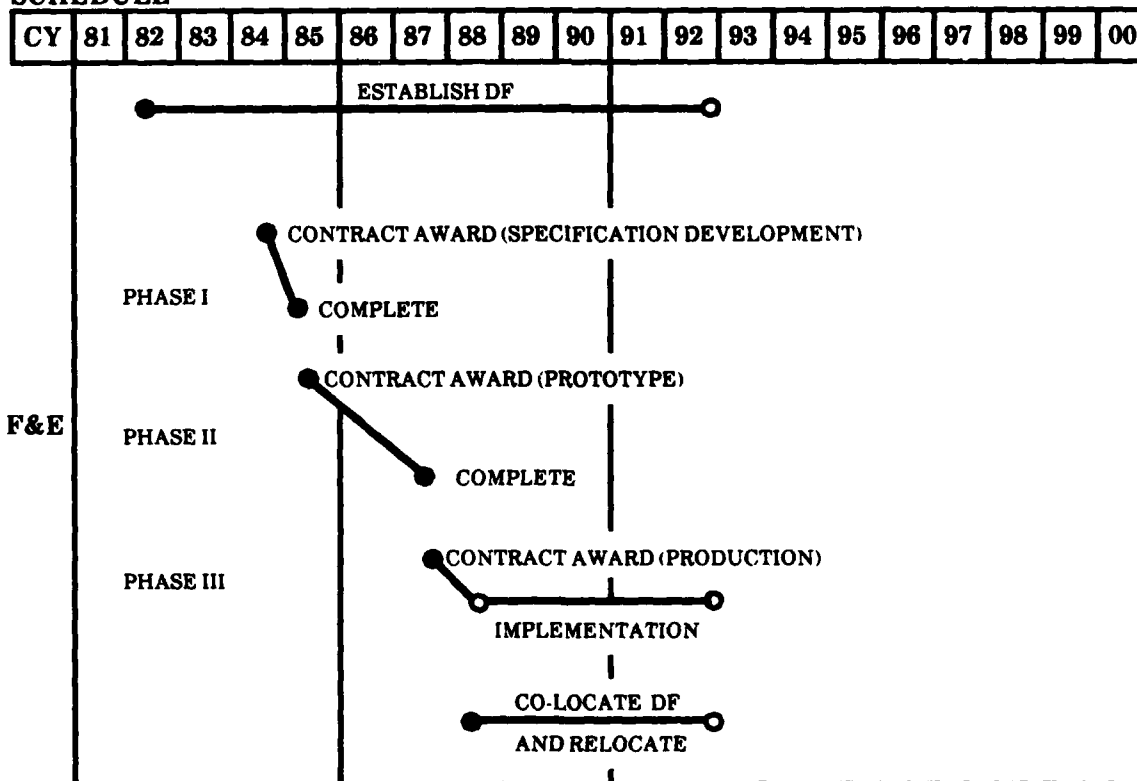 SCHEDULE
CY 81 82 83 84 85 86 87 88 89 90 91 92 93 94 95 96 97 98 99 00
ESTABLISH DF
CONTRACT AWARD (SPECIFICATION DEVELOPMENT)
PHASE I
COMPLETE
CONTRACT AWARD (PROTOTYPE)
F&E
PHASE II
COMPLETE
CONTRACT AWARD (PRODUCTION)
PHASE III
IMPLEMENTATION
CO-LOCATE DF
AND RELOCATE